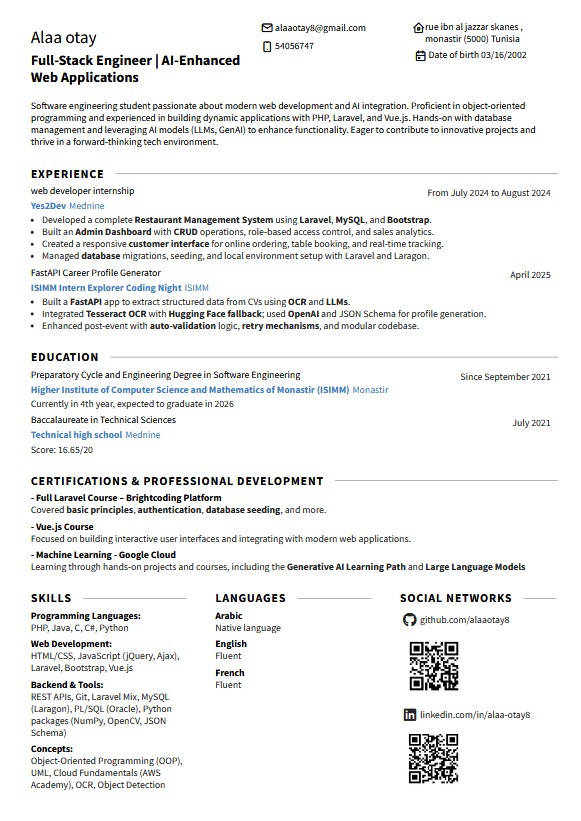 Alaa otay
Full-Stack Engineer | AI-Enhanced
Web Applications
alaaotay8@gmail.com
54056747
rue ibn al jazzar skanes ,
monastir (5000) Tunisia
Date of birth 03/16/2002
Software engineering student passionate about modern web development and AI integration. Proficient in object-oriented
programming and experienced in building dynamic applications with PHP, Laravel, and Vue.js. Hands-on with database
management and leveraging AI models (LLMs, GenAI) to enhance functionality. Eager to contribute to innovative projects and
thrive in a tech environment.
EXPERIENCE
web developer internship
From July 2024 to August 2024
Yes2Dev Mednine
• Developed a complete Restaurant Management System using Laravel, MySQL, and Bootstrap.
• Built an Admin Dashboard with CRUD operations, role-based access control, and sales analytics.
• Created a responsive customer interface for online ordering, table booking, and real-time tracking.
• Managed database migrations, seeding, and local environment setup with Laravel and Laragon.
FastAPI Career Profile Generator
April 2025
ISIMM Intern Explorer Coding Night ISIMM
• Built a FastAPI app to extract structured data from CVs using OCR and LLMs.
• Integrated Tesseract OCR with Hugging Face fallback; used OpenAI and JSON Schema for profile generation.
• Enhanced post-event with auto-validation logic, retry mechanisms, and modular codebase.
EDUCATION
Preparatory Cycle and Engineering Degree in Software Engineering
Since September 2021
Higher Institute of Computer Science and Mathematics of Monastir (ISIMM) Monastir
Currently in 4th year, expected to graduate in 2026
Baccalaureate in Technical Sciences
July 2021
Technical high school Mednine
Score: 16.65/20
CERTIFICATIONS & PROFESSIONAL DEVELOPMENT
- Full Laravel Course – Brightcoding Platform
Covered basic principles, authentication, database seeding, and more.
- Vue.js Course
Focused on building interactive user interfaces and integrating with modern web applications.
- Machine Learning - Google Cloud
Learning through hands-on projects and courses, including the Generative AI Learning Path and Large Language Models
SKILLS
Programming Languages:
PHP, Java, C, C#, Python
Web Development:
HTML/CSS, JavaScript (jQuery, Ajax),
Laravel, Bootstrap, Vue.js
Backend & Tools:
REST APIs, Git, Laravel Mix, MySQL
(Laragon), PL/SQL (Oracle), Python
packages (NumPy, OpenCV, JSON
Schema)
Concepts:
Object-Oriented Programming (OOP),
UML, Cloud Fundamentals (AWS
Academy), OCR, Object Detection
LANGUAGES
Arabic
Native language
English
Fluent
French
Fluent
SOCIAL NETWORKS
github.com/alaaotay8
linkedin.com/in/alaa-otay8